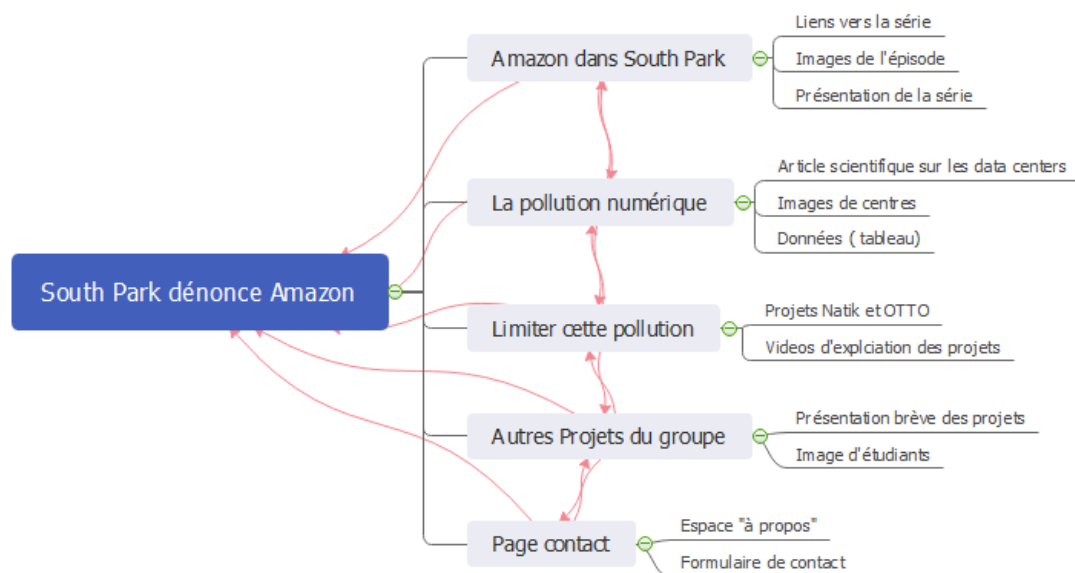 South Park dénonce Amazon
Amazon dans South Park
Liens vers la série
Images de l'épisode
Présentation de la série
La pollution numérique
Article scientifique sur les data centers
Images de centres
Données ( tableau)
Limiter cette pollution
Projets Natik et OTTO
Videos d'explciation des projets
Autres Projets du groupe
Présentation brève des projets
Image d'étudiants
Page contact
Espace "à propos"
Formulaire de contact